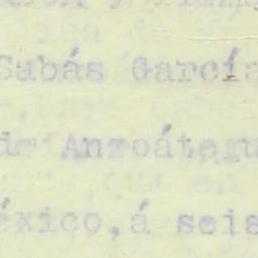 Sabás García
de Anzoátegu
éxico, á seis